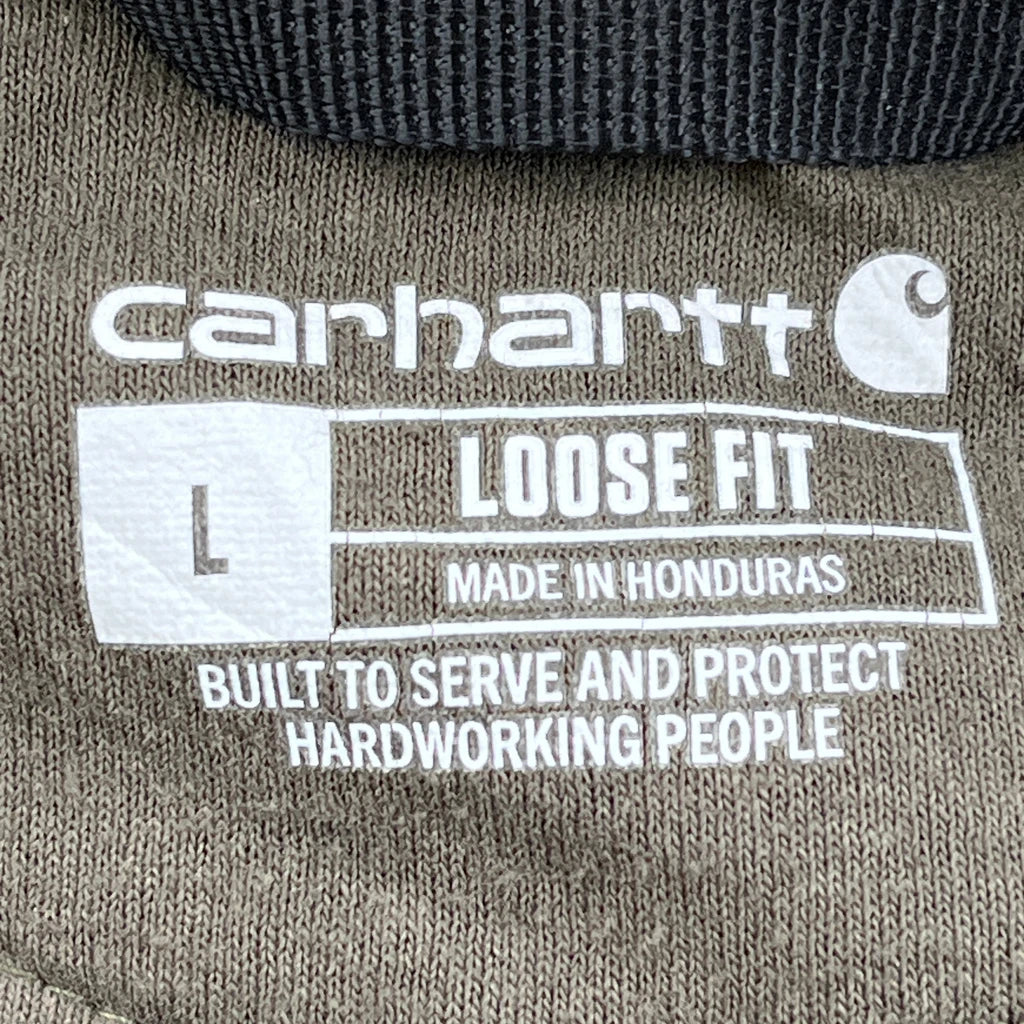 carhartt
L
LOOSE FIT
MADE IN HONDURAS
BUILT TO SERVE AND PROTECT
HARDWORKING PEOPLE